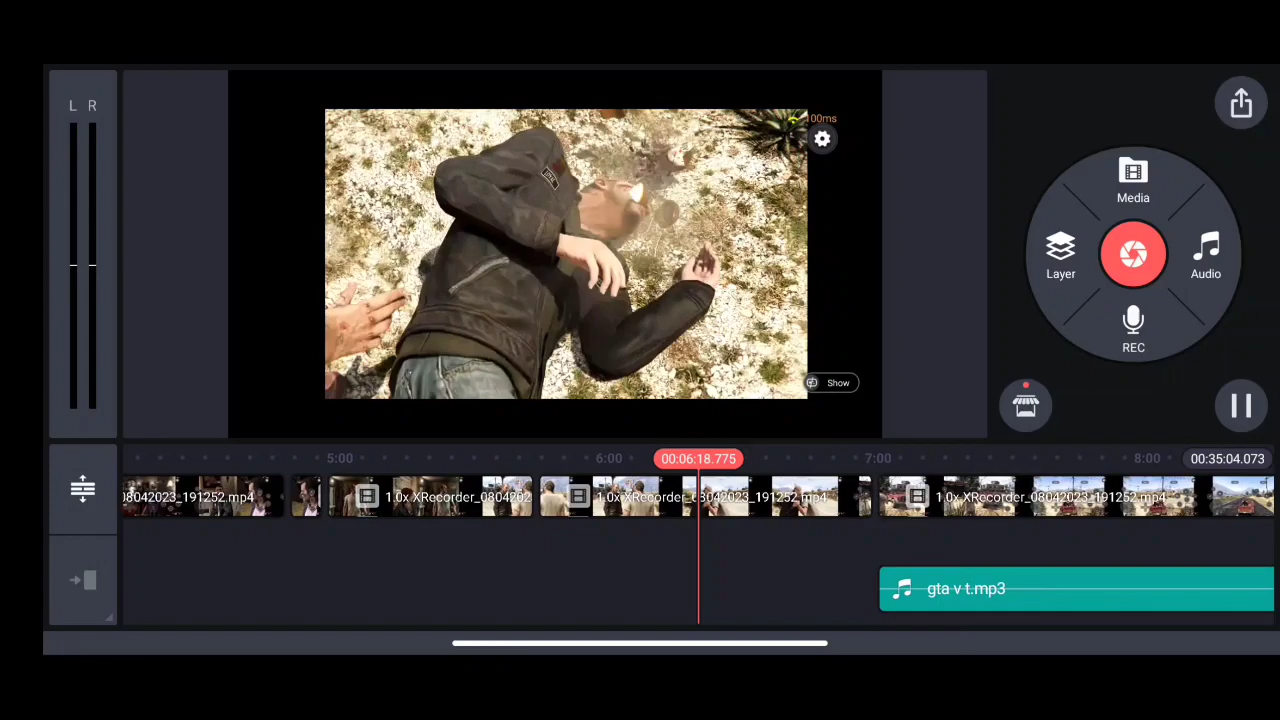 L R
100ms
Show
Media
Layer
Audio
REC
5:00
6:00
00:06:18.775
7:00
8:00
00:35:04.073
08042023_191252.mp4
1.0x XRecorder_0804202
1.0x XRecorder_08042023_191252.mp4
1.0x XRecorder_08042023_191252.mp4
gta v t.mp3